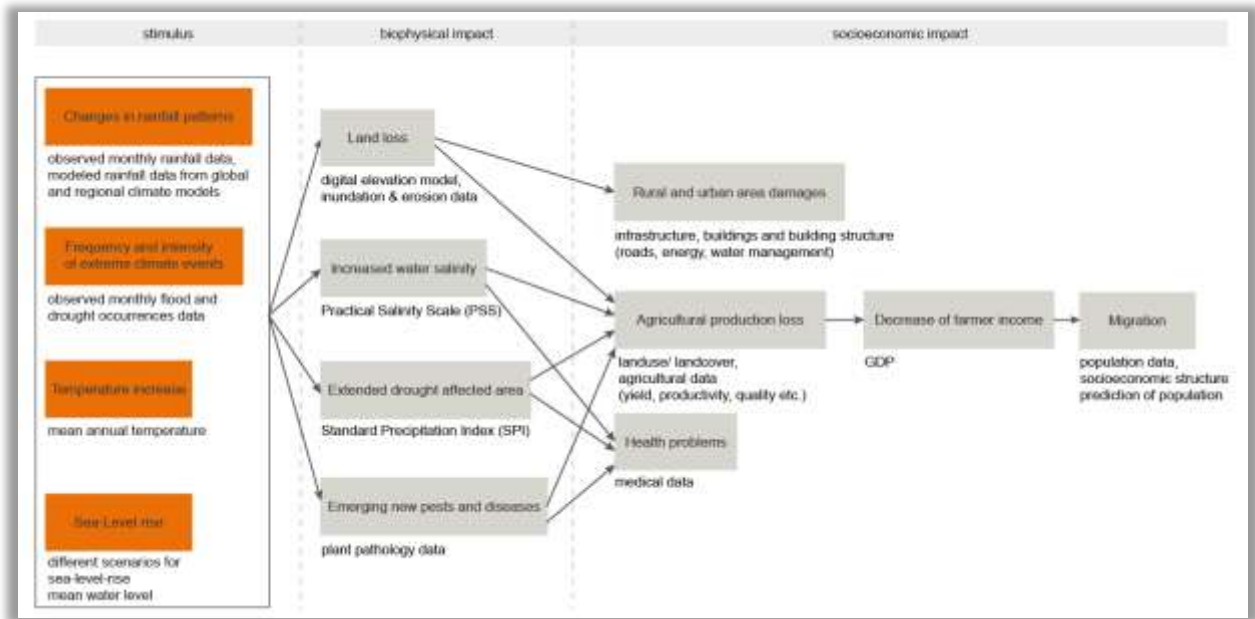 stimulus
biophysical impact
socioeconomic impact
Changes in rainfall patterns
observed monthly rainfall data,
modeled rainfall data from global
and regional climate models
Frequency and intensity
of extreme climate events
observed monthly flood and
drought occurrences data
Temperature increase
mean annual temperature
Sea-Level rise
different scenarios for
sea-level-rise
mean water level
Land loss
digital elevation model,
inundation & erosion data
Increased water salinity
Practical Salinity Scale (PSS)
Extended drought affected area
Standard Precipitation Index (SPI)
Emerging new pests and diseases
plant pathology data
Rural and urban area damages
infrastructure, buildings and building structure
(roads, energy, water management)
Agricultural production loss
landuse/ landcover,
agricultural data
(yield, productivity, quality etc.)
Health problems
medical data
Decrease of farmer income
GDP
Migration
population data,
socioeconomic structure
prediction of population